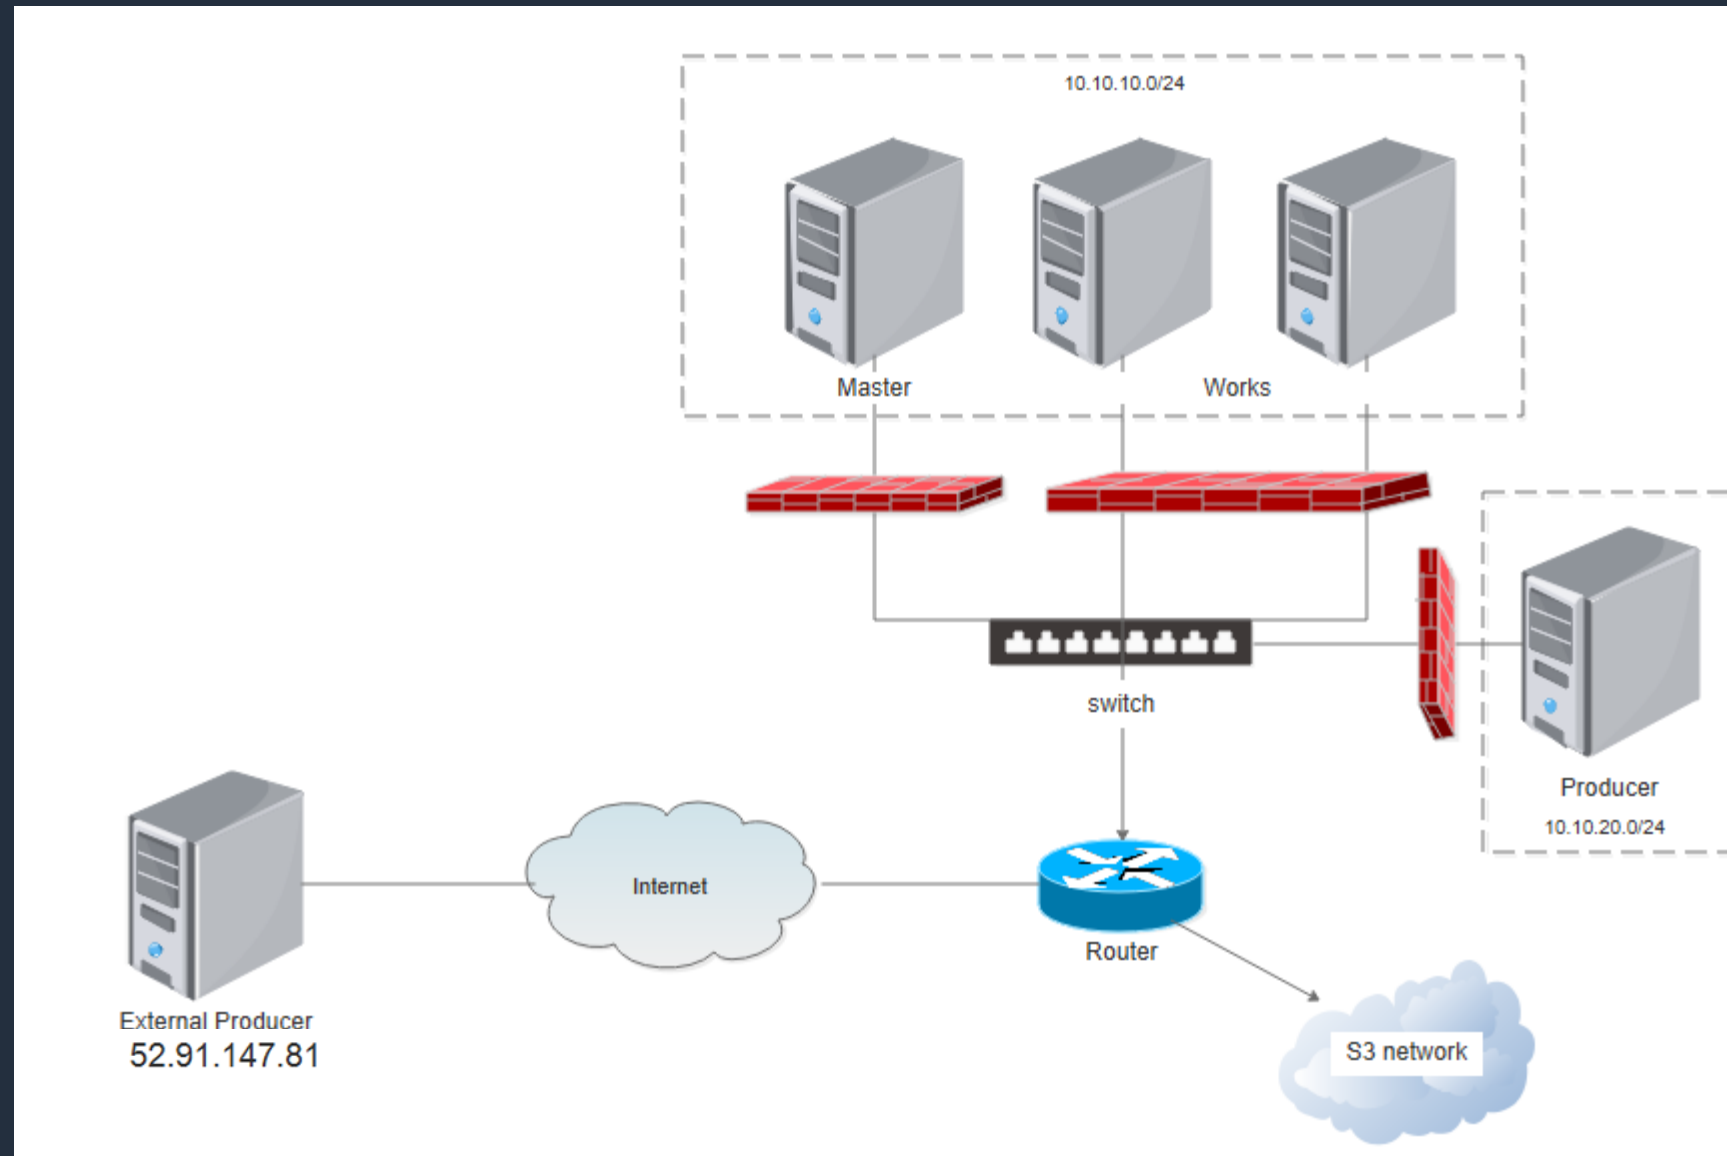 10.10.10.0/24
Master
Works
switch
Producer
10.10.20.0/24
Internet
Router
External Producer
52.91.147.81
S3 network